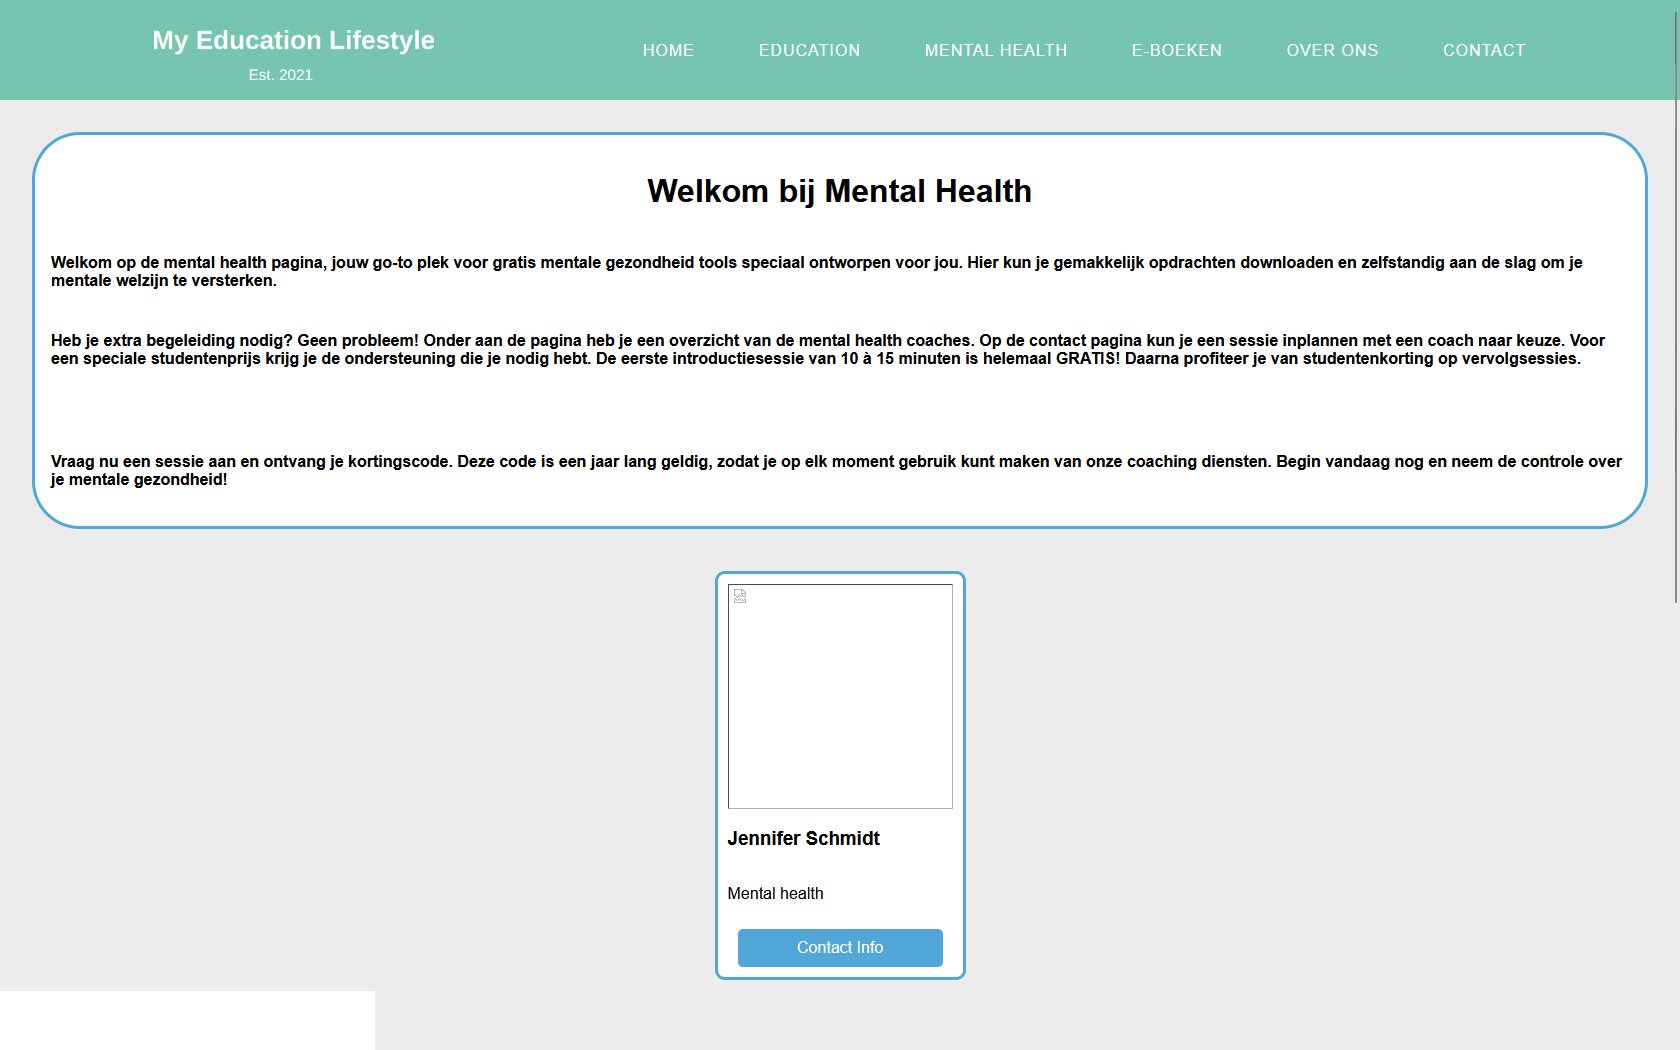 My Education Lifestyle
Est. 2021
HOME EDUCATION MENTAL HEALTH E-BOEKEN OVER ONS CONTACT
Welkom bij Mental Health
Welkom op de mental health pagina, jouw go-to plek voor gratis mentale gezondheid tools speciaal ontworpen voor jou. Hier kun je gemakkelijk opdrachten downloaden en zelfstandig aan de slag om je
mentale welzijn te versterken.
Heb je extra begeleiding nodig? Geen probleem! Onder aan de pagina heb je een overzicht van de mental health coaches. Op de contact pagina kun je een sessie inplannen met een coach naar keuze. Voor
een speciale studentenprijs krijg je de ondersteuning die je nodig hebt. De eerste introductiesessie van 10 à 15 minuten is helemaal GRATIS! Daarna profiteer je van studentenkorting op vervolgsessies.
Vraag nu een sessie aan en ontvang je kortingscode. Deze code is een jaar lang geldig, zodat je op elk moment gebruik kunt maken van onze coaching diensten. Begin vandaag nog en neem de controle over
je mentale gezondheid!
Jennifer Schmidt
Mental health
Contact Info